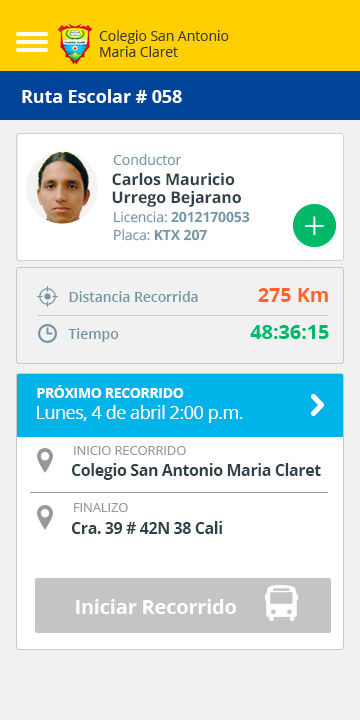 Colegio San Antonio
Maria Claret
Ruta Escolar # 058
Conductor
Carlos Mauricio
Urrego Bejarano
Licencia: 2012170053
Placa: KTX 207
Distancia Recorrida 275 Km
Tiempo 48:36:15
PRÓXIMO RECORRIDO
Lunes, 4 de abril 2:00 p.m.
INICIO RECORRIDO
Colegio San Antonio Maria Claret
FINALIZO
Cra. 39 # 42N 38 Cali
Iniciar Recorrido